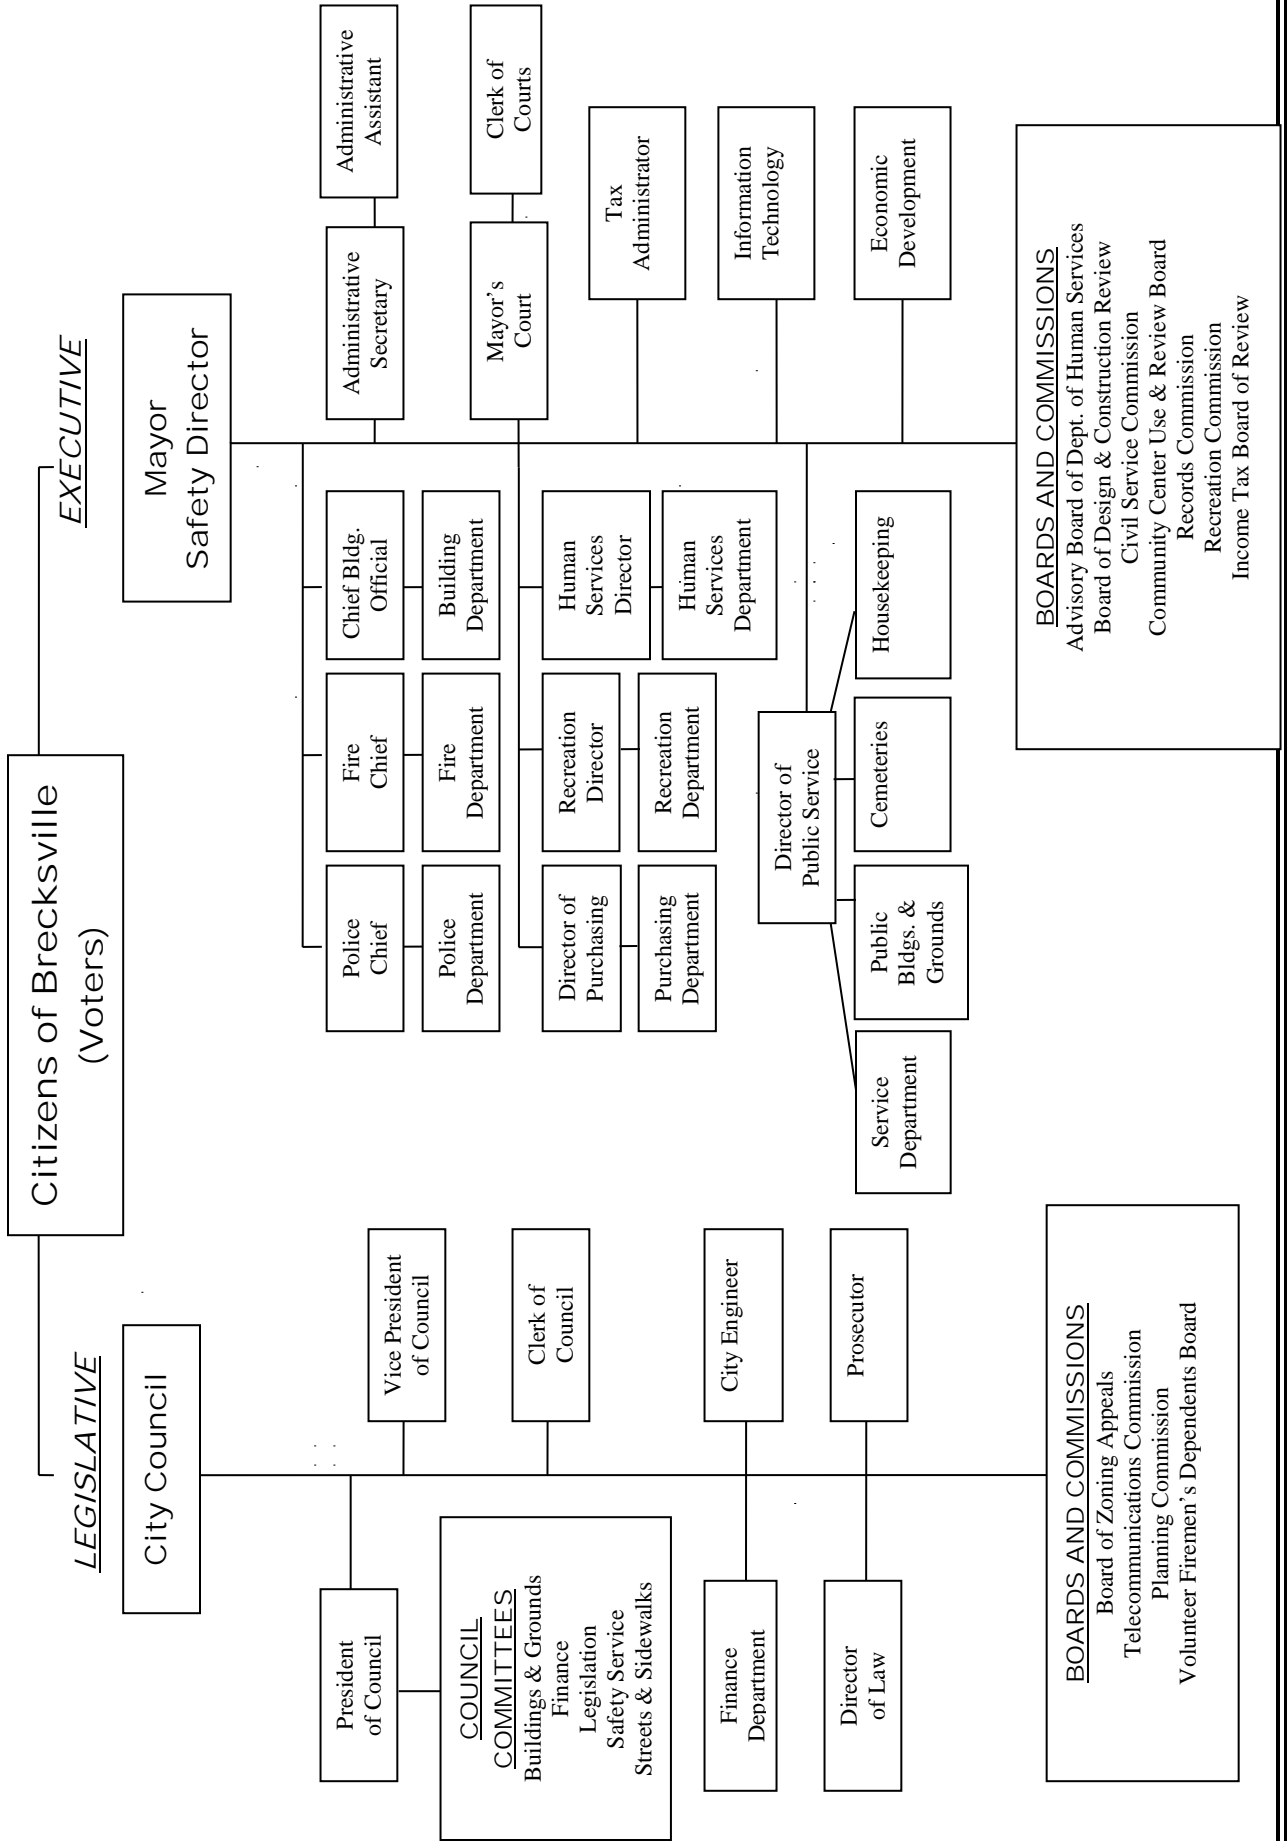 Citizens of Brecksville
(Voters)
LEGISLATIVE
EXECUTIVE
City Council
Mayor
Safety Director
President
of Council
Vice President
of Council
COUNCIL
COMMITTEES
Buildings & Grounds
Finance
Legislation
Safety Service
Streets & Sidewalks
Clerk of
Council
Finance
Department
City Engineer
Director
of Law
Prosecutor
BOARDS AND COMMISSIONS
Board of Zoning Appeals
Telecommunications Commission
Planning Commission
Volunteer Firemen's Dependents Board
Police
Chief
Fire
Chief
Chief Bldg.
Official
Administrative
Secretary
Administrative
Assistant
Police
Department
Fire
Department
Building
Department
Mayor's
Court
Clerk of
Courts
Director of
Purchasing
Recreation
Director
Human
Services
Director
Tax
Administrator
Purchasing
Department
Recreation
Department
Human
Services
Department
Information
Technology
Director of
Public Service
Service
Department
Public
Bldgs. &
Grounds
Cemeteries
Housekeeping
Economic
Development
BOARDS AND COMMISSIONS
Advisory Board of Dept. of Human Services
Board of Design & Construction Review
Civil Service Commission
Community Center Use & Review Board
Records Commission
Recreation Commission
Income Tax Board of Review